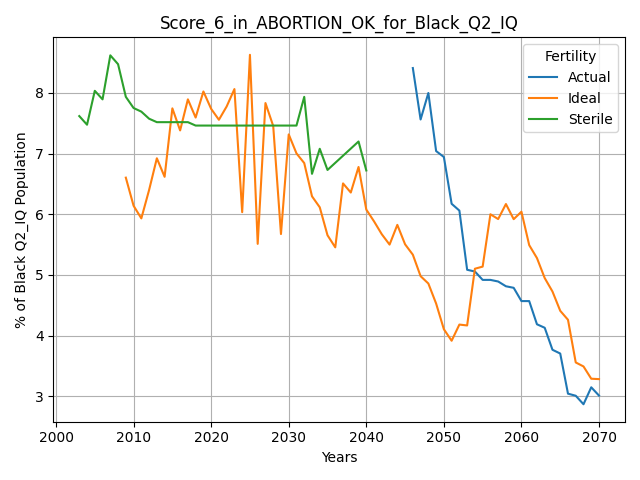 Score_6_in_ABORTION_OK_for_Black_Q2_IQ
% of Black Q2_IQ Population
8
7
6
5
4
3
Fertility
Actual
Ideal
Sterile
2000 2010 2020 2030 2040 2050 2060 2070
Years